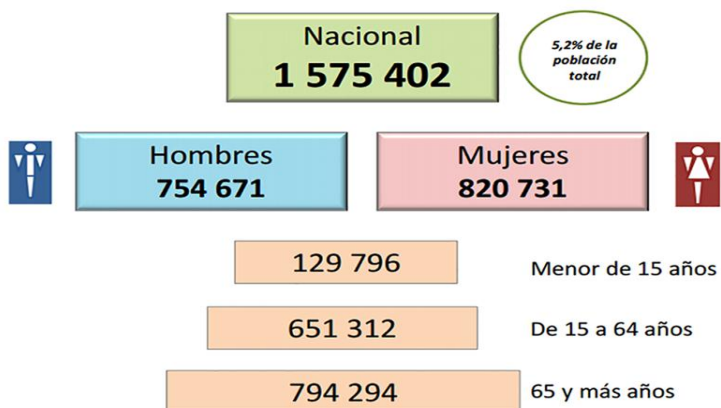 Nacional
1 575 402
5,2% de la
población
total
Hombres
754 671
Mujeres
820 731
129 796
Menor de 15 años
651 312
De 15 a 64 años
794 294
65 y más años